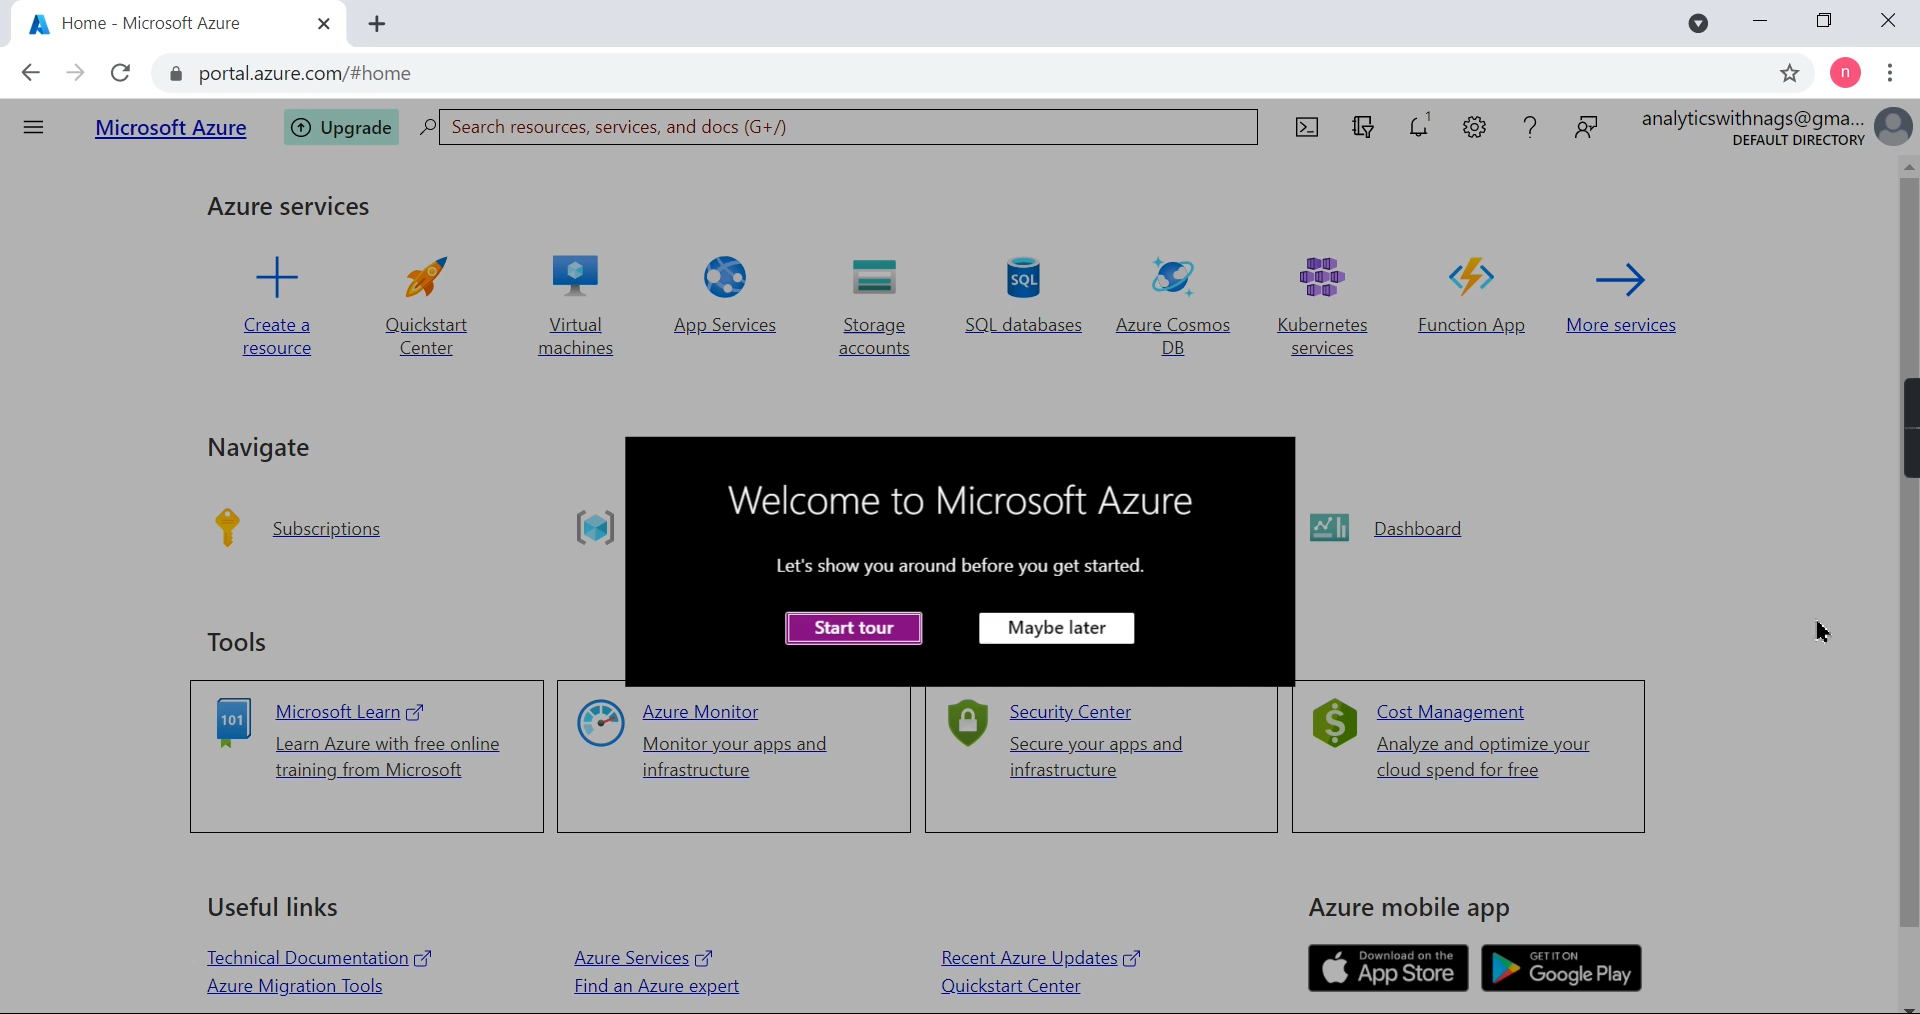 Home - Microsoft Azure
portal.azure.com/#home
n
Microsoft Azure
Upgrade
Search resources, services, and docs (G+/)
1
analyticswithnags@gma...
DEFAULT DIRECTORY
Azure services
Create a
resource
Quickstart
Center
Virtual
machines
App Services
Storage
accounts
SQL
SQL databases
Azure Cosmos
DB
Kubernetes
services
Function App
More services
Navigate
Subscriptions
Dashboard
Welcome to Microsoft Azure
Let's show you around before you get started.
Start tour
Maybe later
Tools
101
Microsoft Learn
Learn Azure with free online
training from Microsoft
Azure Monitor
Monitor your apps and
infrastructure
Security Center
Secure your apps and
infrastructure
Cost Management
Analyze and optimize your
cloud spend for free
Useful links
Technical Documentation
Azure Migration Tools
Azure Services
Find an Azure expert
Recent Azure Updates
Quickstart Center
Azure mobile app
Download on the
App Store
GET IT ON
Google Play